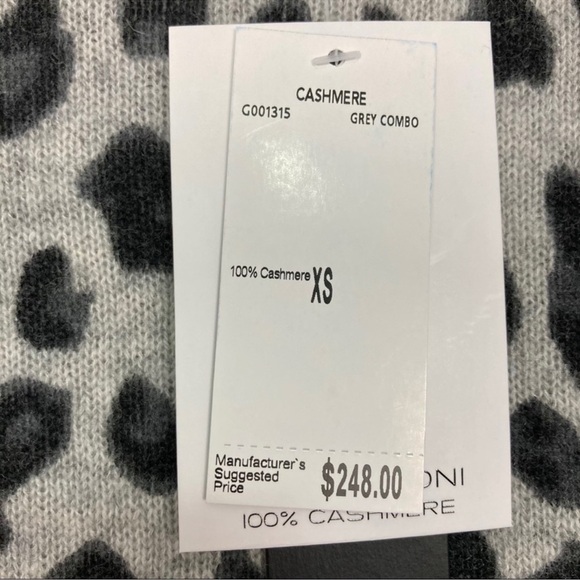 CASHMERE
G001315 GREY COMBO
100% Cashmere XS
Manufacturer`s
Suggested
Price $248.00
100% CASHMERE